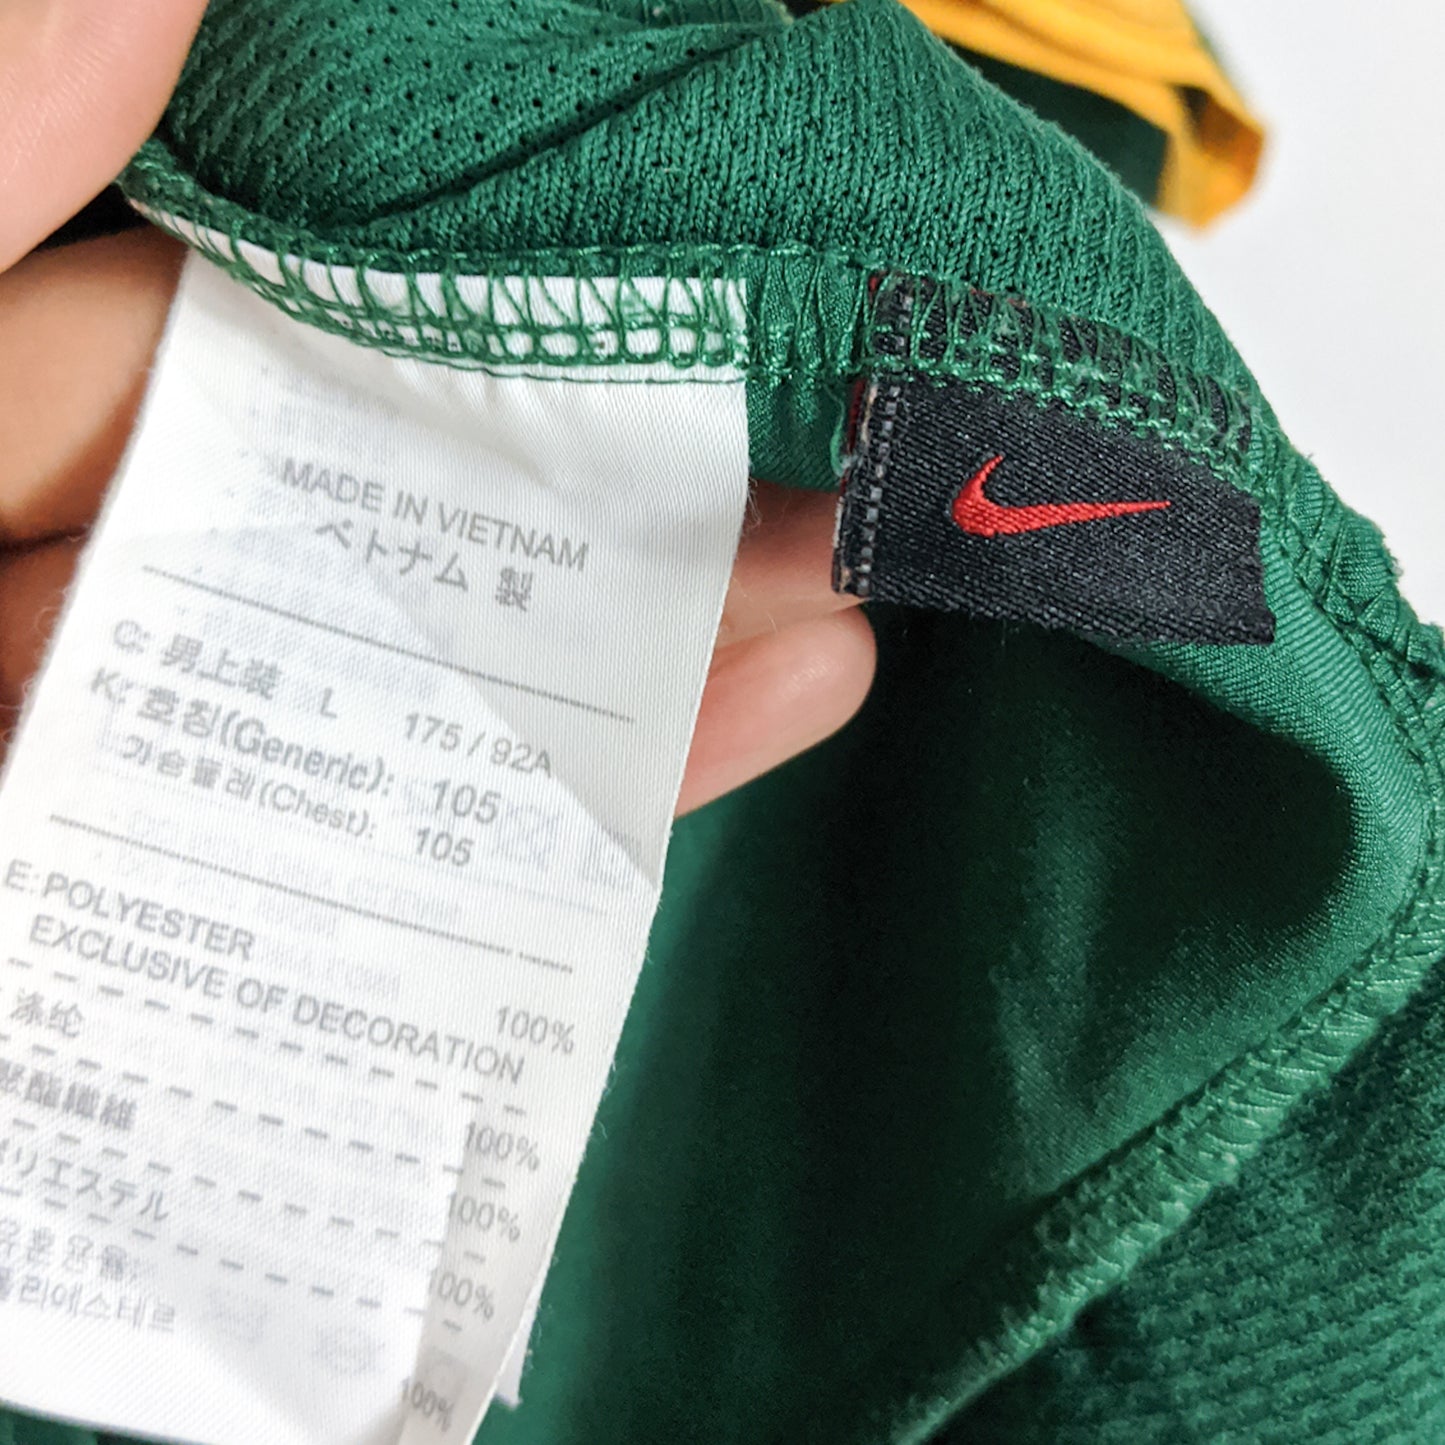 MADE IN VIETNAM
ベトナム 製
C: 男上装 L 175 / 92A
K: 호칭(Generic): 105
가슴둘레(Chest): 105
E: POLYESTER 100%
EXCLUSIVE OF DECORATION
涤纶 100%
聚酯纖維 100%
ポリエステル 100%
폴리에스테르 100%